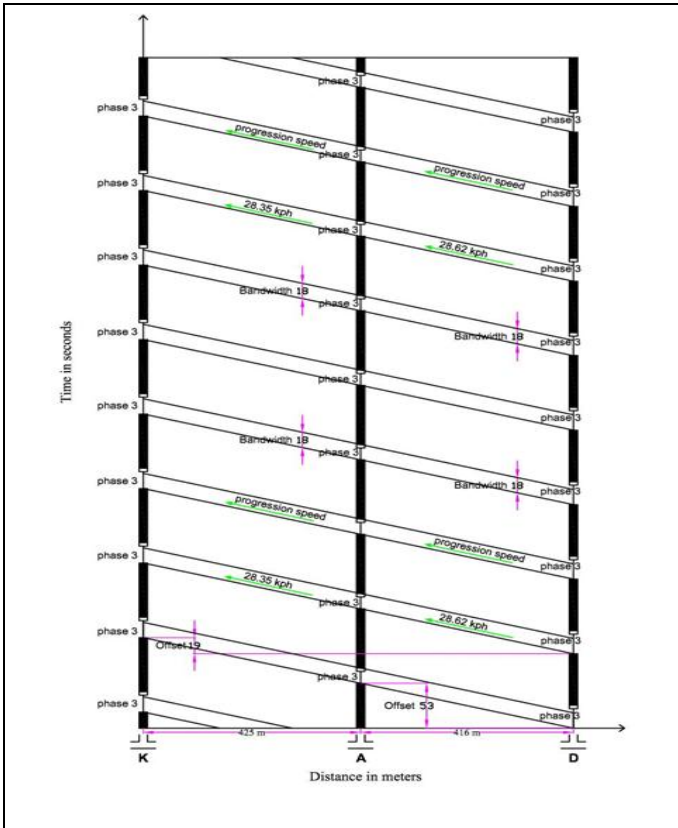 phase 3
phase 3
phase 3
progression speed
phase 3
progression speed
phase 3
phase 3
28.35 kph
phase 3
28.62 kph
phase 3
phase 3
Bandwidth 18
phase 3
phase 3
Bandwidth 18
phase 3
Time in seconds
phase 3
phase 3
phase 3
Bandwidth 18
phase 3
phase 3
Bandwidth 18
phase 3
progression speed
phase 3
progression speed
phase 3
phase 3
28.35 kph
phase 3
28.62 kph
phase 3
phase 3
Offset 19
phase 3
phase 3
Offset 53
phase 3
425 m 416 m
K A D
Distance in meters